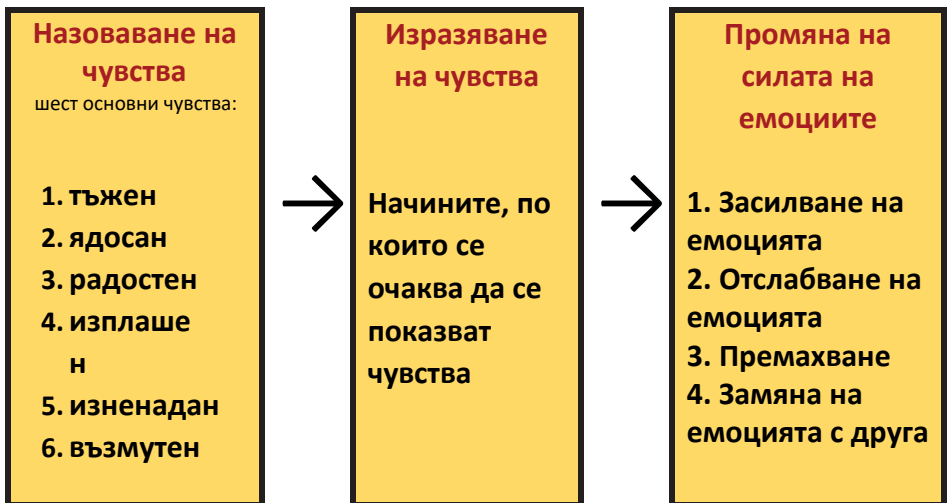 Назоваване на
чувства
шест основни чувства:
1. тъжен
2. ядосан
3. радостен
4. изплаше
н
5. изненадан
6. възмутен
Изразяване
на чувства
Начините, по
които се
очаква да се
показват
чувства
Промяна на
силата на
емоциите
1. Засилване на
емоцията
2. Отслабване на
емоцията
3. Премахване
4. Замяна на
емоцията с друга